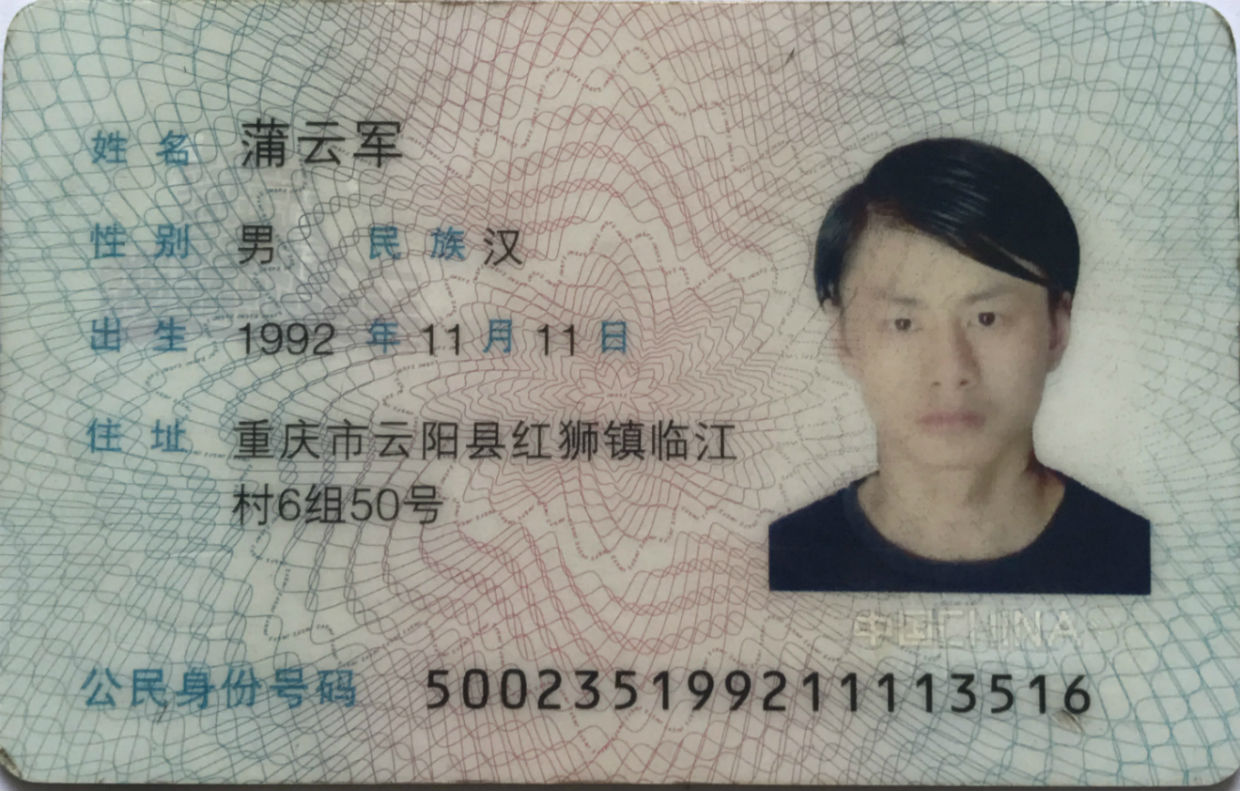 姓名 蒲云军
性别 男 民族 汉
出生 1992 年 11 月 11 日
住址 重庆市云阳县红狮镇临江
村6组50号
中国CHINA
公民身份号码 500235199211113516